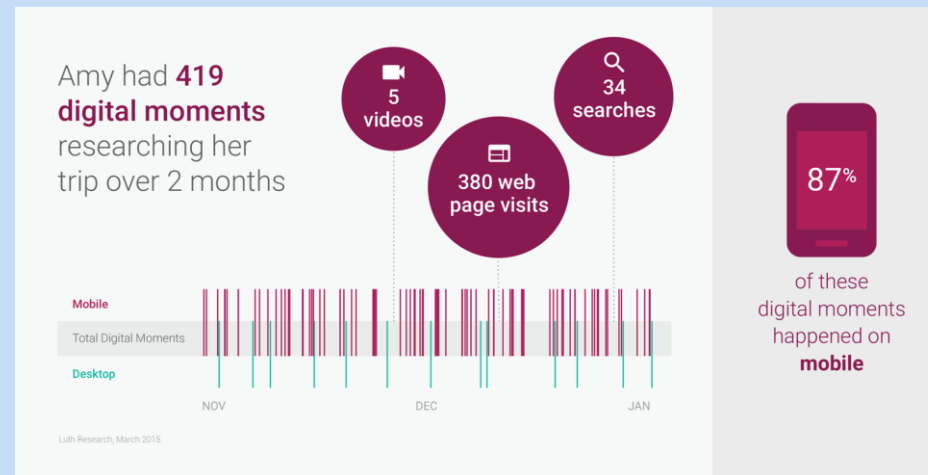 Amy had 419
digital moments
researching her
trip over 2 months
5
videos
380 web
page visits
34
searches
Mobile
Total Digital Moments
Desktop
NOV
DEC
JAN
Luth Research, March 2015.
87%
of these
digital moments
happened on
mobile